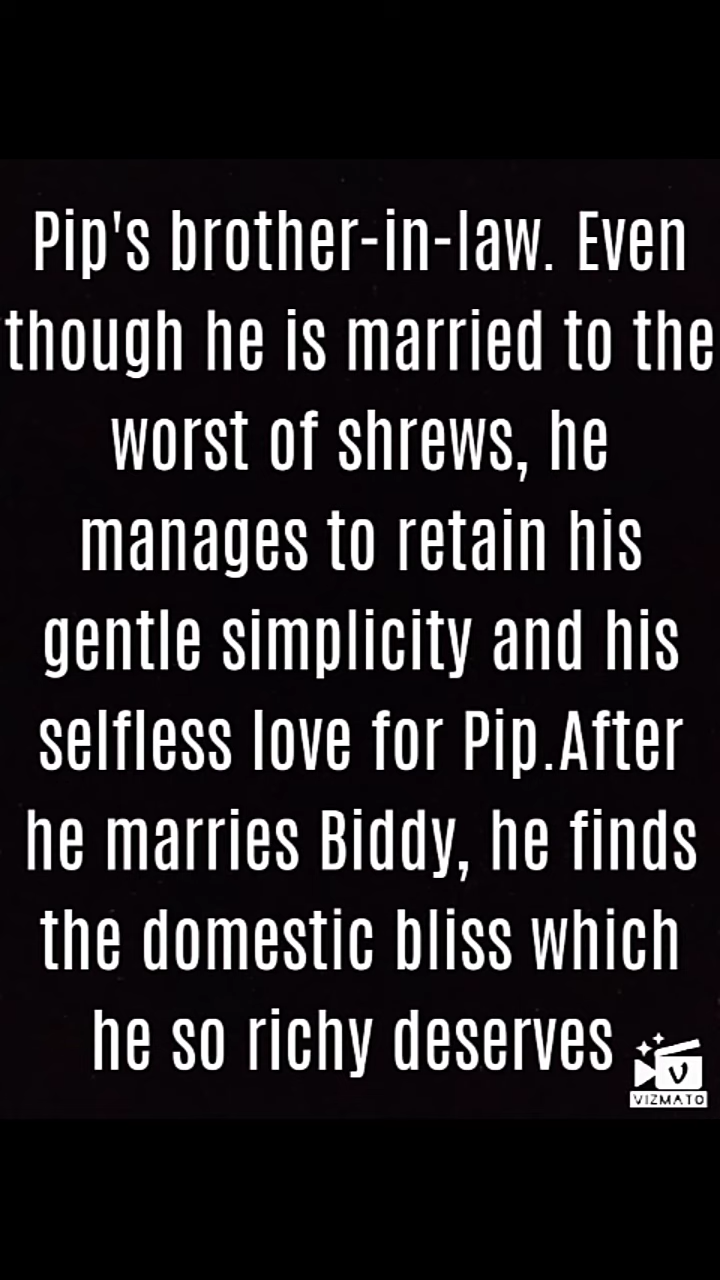 Pip's brother-in-law. Even
though he is married to the
worst of shrews, he
manages to retain his
gentle simplicity and his
selfless love for Pip.After
he marries Biddy, he finds
the domestic bliss which
he so richy deserves
V
VIZMATO